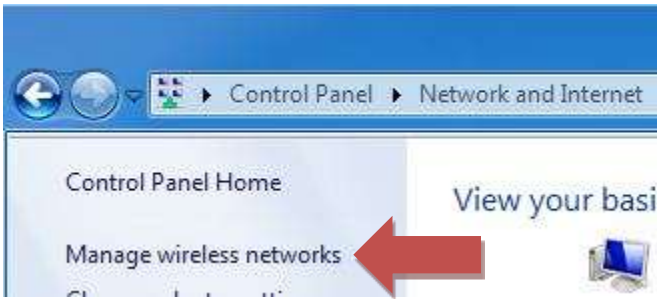 Control Panel Network and Internet
Control Panel Home
View your basi
Manage wireless networks